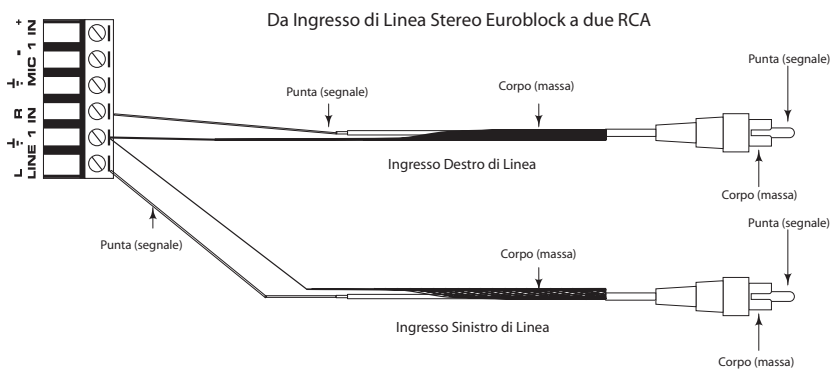 Da Ingresso di Linea Stereo Euroblock a due RCA
+
-
⏚
MIC 1 IN
R
⏚
L
LINE 1 IN
Punta (segnale)
Corpo (massa)
Punta (segnale)
Ingresso Destro di Linea
Corpo (massa)
Punta (segnale)
Corpo (massa)
Punta (segnale)
Ingresso Sinistro di Linea
Corpo (massa)